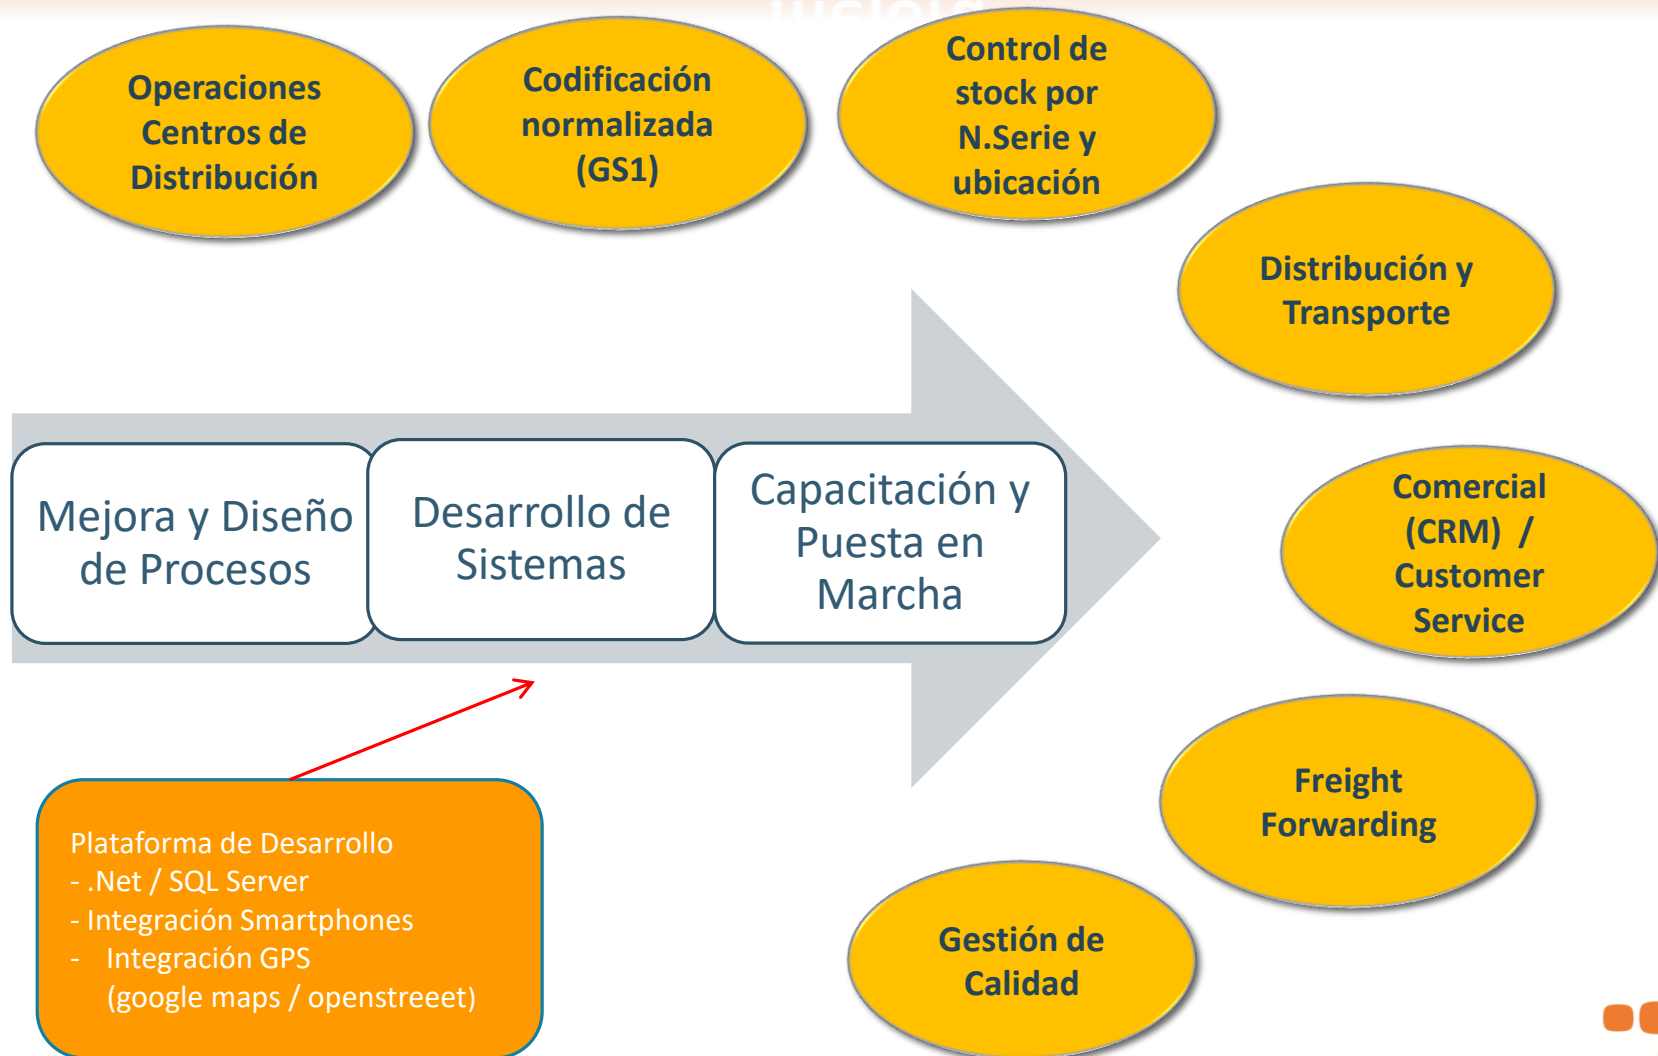 Operaciones
Centros de
Distribución
Codificación
normalizada
(GS1)
Control de
stock por
N.Serie y
ubicación
Distribución y
Transporte
Mejora y Diseño
de Procesos
Desarrollo de
Sistemas
Capacitación y
Puesta en
Marcha
Comercial
(CRM) /
Customer
Service
Freight
Forwarding
Plataforma de Desarrollo
- .Net / SQL Server
- Integración Smartphones
- Integración GPS
(google maps / openstreeet)
Gestión de
Calidad